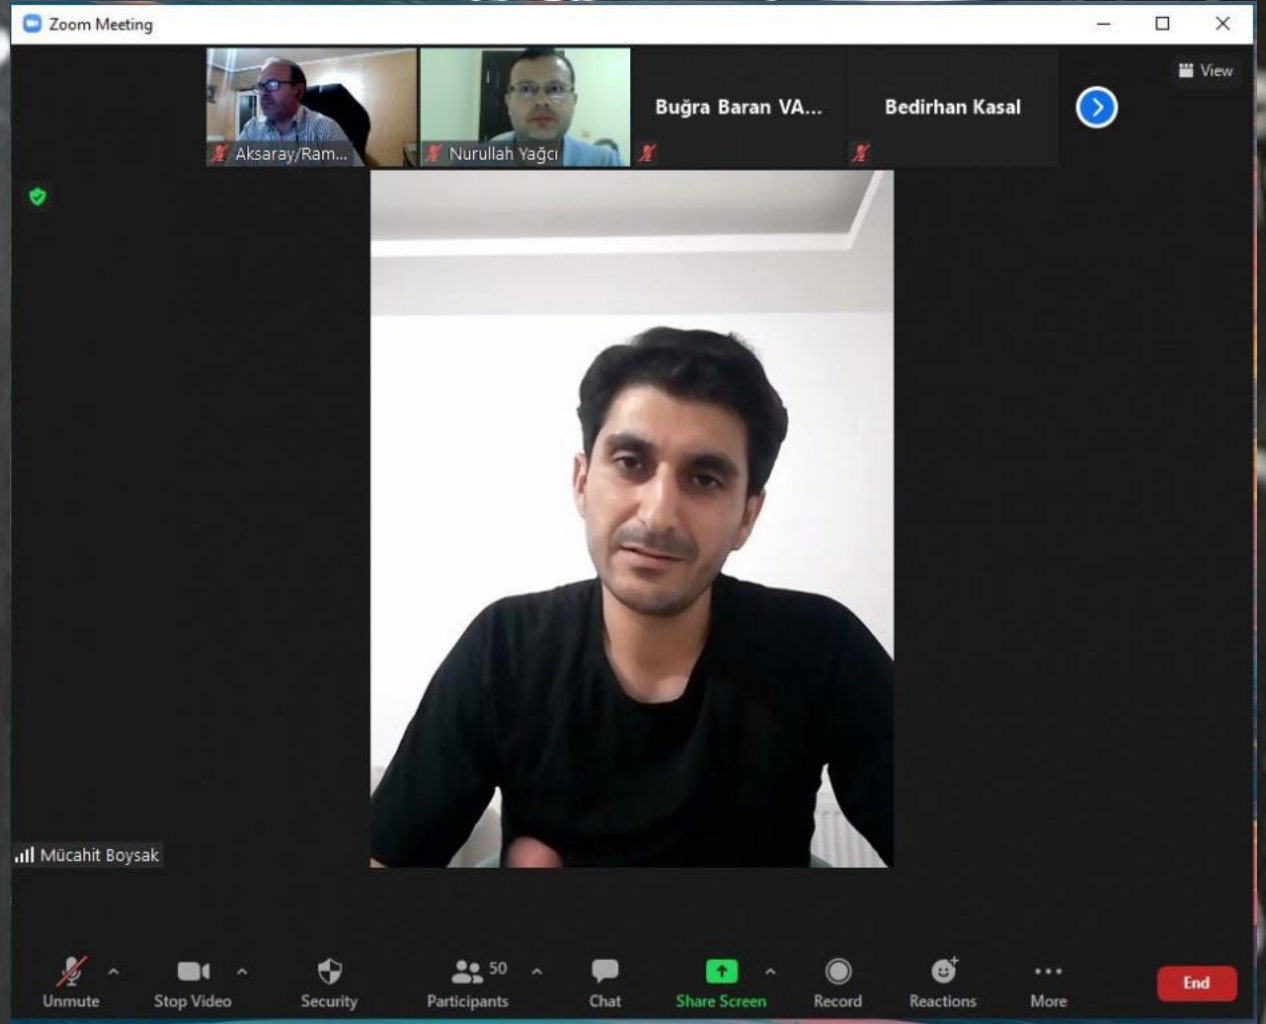 Zoom Meeting
View
Aksaray/Ram...
Nurullah Yağcı
Buğra Baran VA...
Bedirhan Kasal
Mücahit Boysak
Unmute
Stop Video
Security
50
Participants
Chat
Share Screen
Record
Reactions
More
End